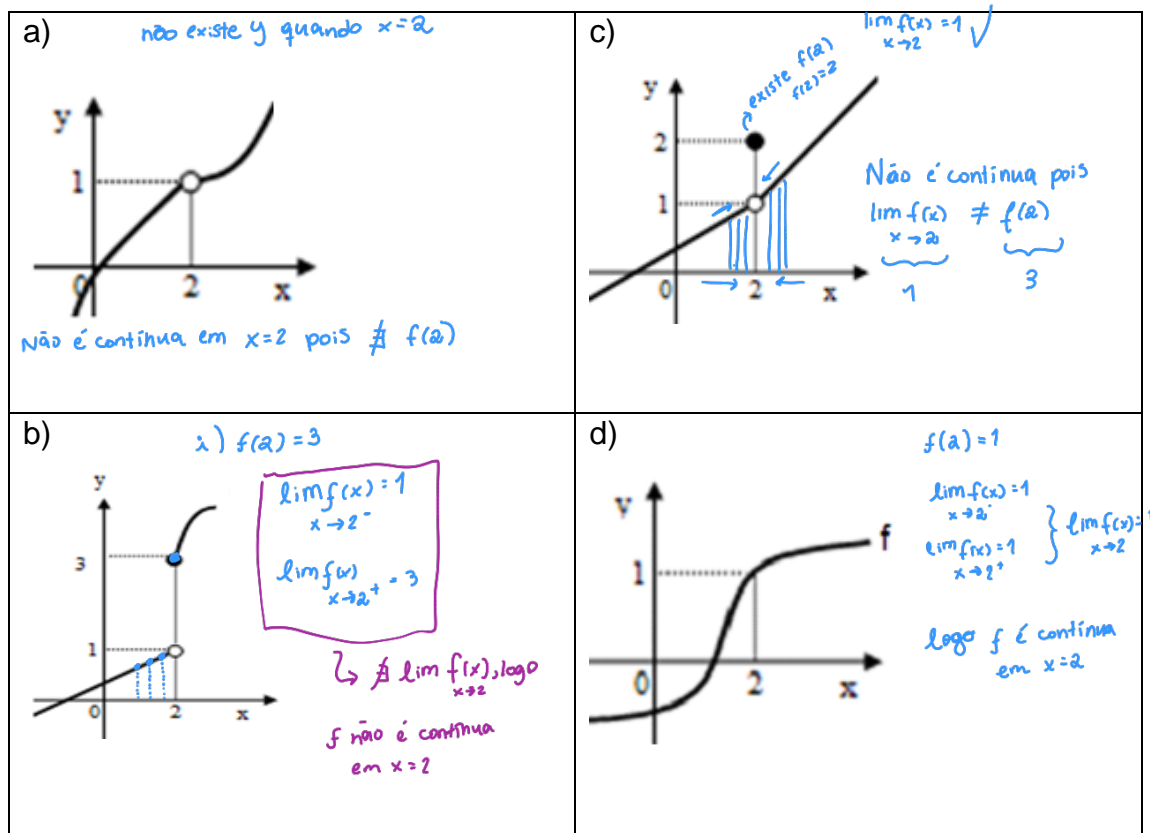 a)
não existe y quando x=2
y
1
0
2
x
Não é contínua em x=2 pois ∄ f(2)
c)
lim f(x) = 1 ✓
x→2
existe f(2)
f(2)=2
y
2
1
0
2
x
Não é contínua pois
lim f(x) ≠ f(2)
x→2
1
3
b)
i) f(2) = 3
y
3
1
0
2
x
lim f(x) = 1
x→2⁻
lim f(x)
x→2⁺ = 3
↳ ∄ lim f(x), logo
x→2
f não é contínua
em x=2
d)
f(2)=1
y
f
1
0
2
x
lim f(x)=1
x→2⁻
lim f(x)=1
x→2⁺
} lim f(x)=
x→2
logo f é contínua
em x=2